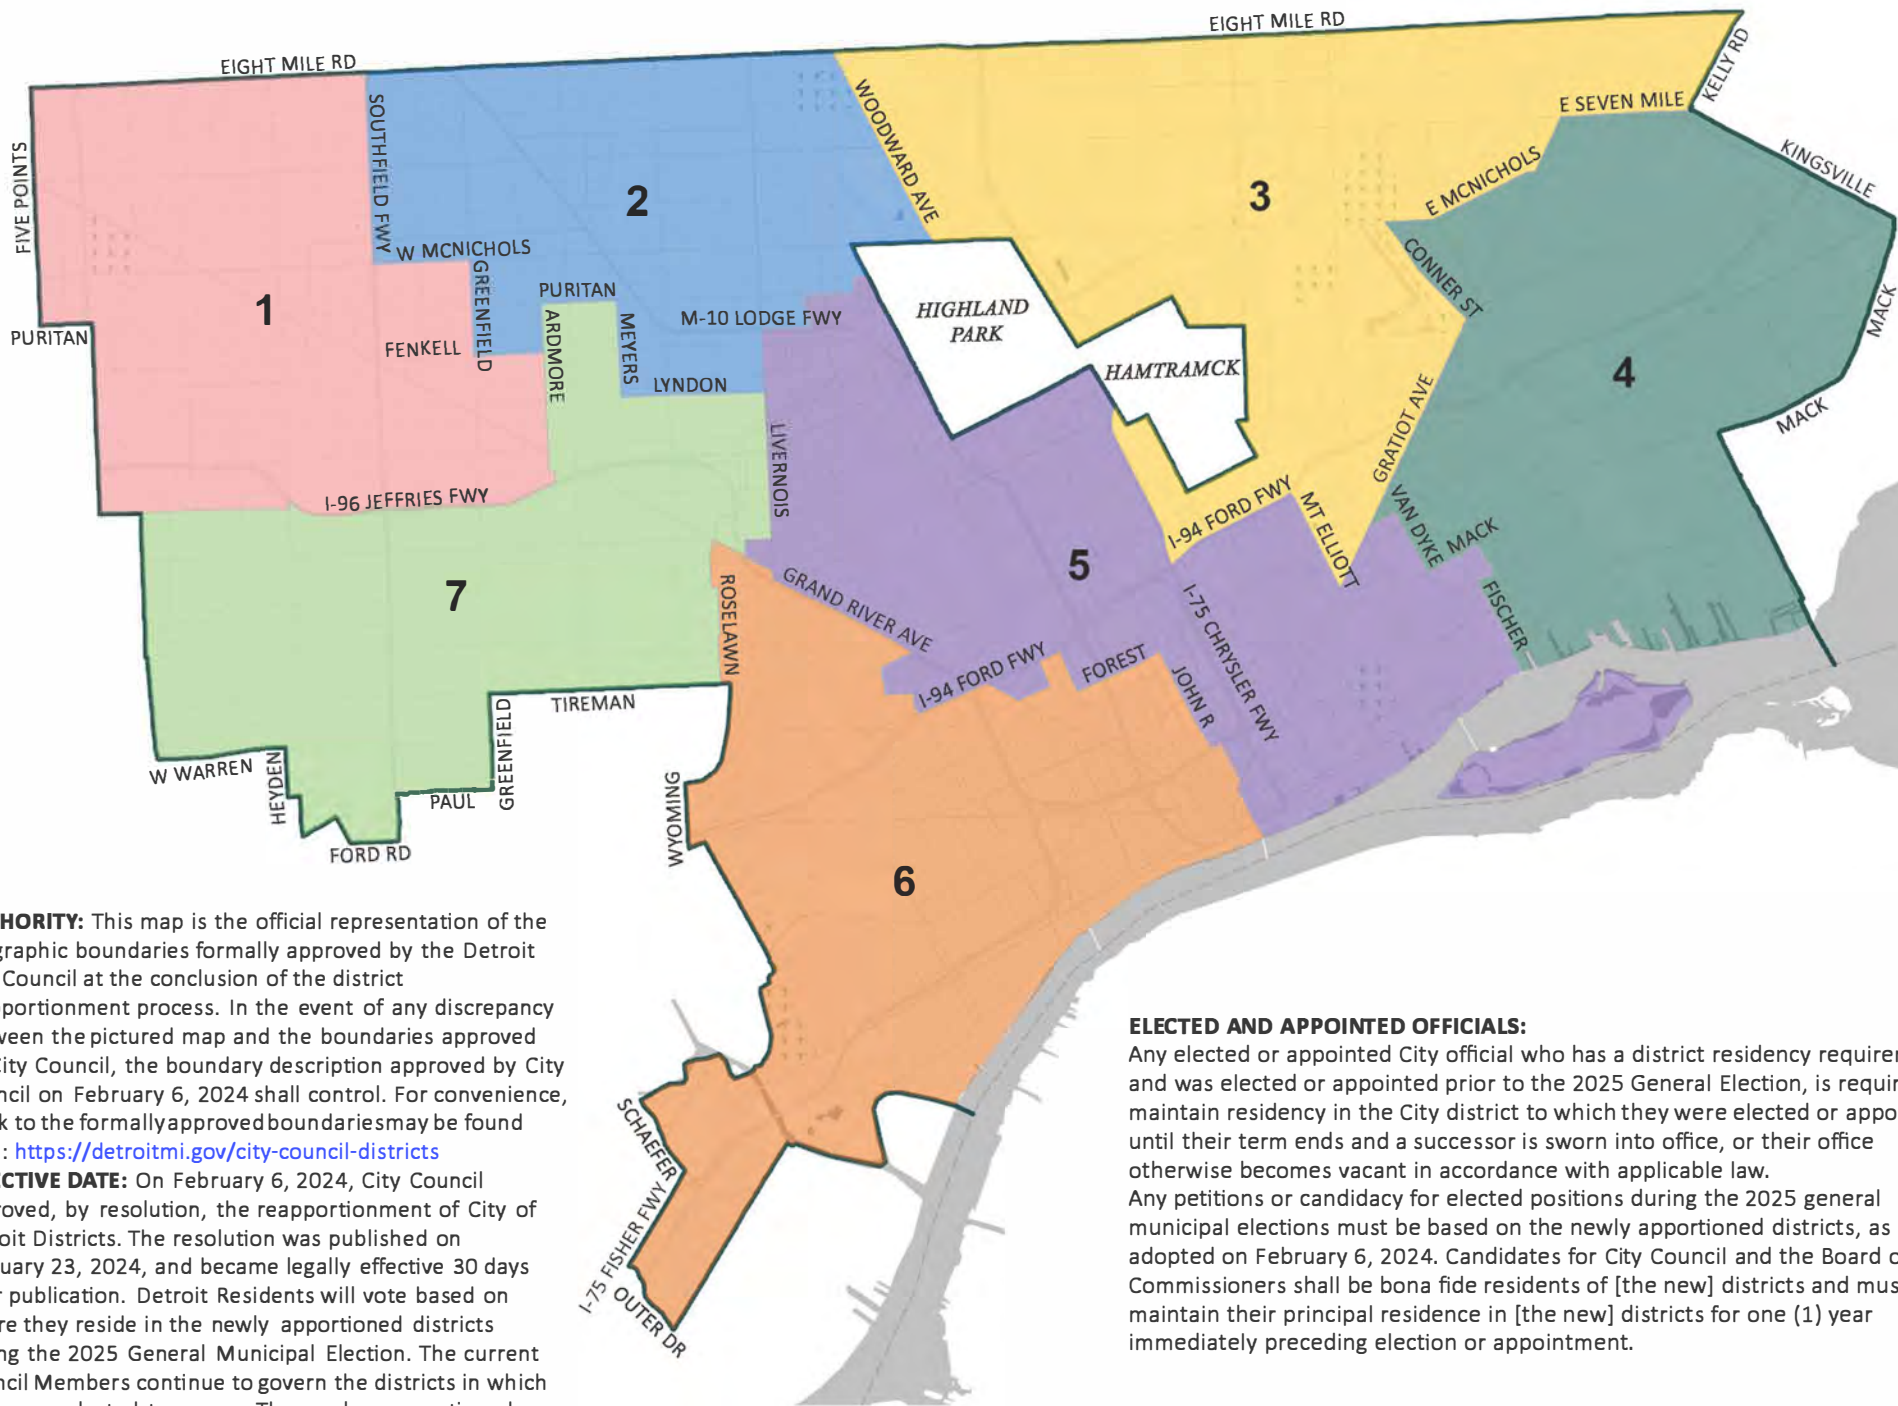 EIGHT MILE RD
EIGHT MILE RD
KELLY RD
E SEVEN MILE
KINGSVILLE
FIVE POINTS
SOUTHFIELD FWY
WOODWARD AVE
E MCNICHOLS
2
3
W MCNICHOLS
GREENFIELD
PURITAN
CONNER ST
MACK
1
PURITAN
FENKELL
ARDMORE
MEYERS
M-10 LODGE FWY
HIGHLAND
PARK
HAMTRAMCK
LYNDON
4
GRATIOT AVE
MACK
LIVERNOIS
I-96 JEFFRIES FWY
I-94 FORD FWY
MT ELLIOTT
VAN DYKE
MACK
5
7
ROSELAWN
GRAND RIVER AVE
I-75 CHRYSLER FWY
FISCHER
I-94 FORD FWY
FOREST
JOHN R
TIREMAN
GREENFIELD
W WARREN
HEYDEN
PAUL
WYOMING
FORD RD
6
SCHAEFER
I-75 FISHER FWY
OUTER DR
HORITY: This map is the official representation of the
graphic boundaries formally approved by the Detroit
Council at the conclusion of the district
portionment process. In the event of any discrepancy
ween the pictured map and the boundaries approved
City Council, the boundary description approved by City
ncil on February 6, 2024 shall control. For convenience,
k to the formally approved boundaries may be found
: https://detroitmi.gov/city-council-districts
CTIVE DATE: On February 6, 2024, City Council
roved, by resolution, the reapportionment of City of
oit Districts. The resolution was published on
uary 23, 2024, and became legally effective 30 days
r publication. Detroit Residents will vote based on
re they reside in the newly apportioned districts
ng the 2025 General Municipal Election. The current
ncil Members continue to govern the districts in which
ELECTED AND APPOINTED OFFICIALS:
Any elected or appointed City official who has a district residency requirem
and was elected or appointed prior to the 2025 General Election, is requir
maintain residency in the City district to which they were elected or appo
until their term ends and a successor is sworn into office, or their office
otherwise becomes vacant in accordance with applicable law.
Any petitions or candidacy for elected positions during the 2025 general
municipal elections must be based on the newly apportioned districts, as
adopted on February 6, 2024. Candidates for City Council and the Board o
Commissioners shall be bona fide residents of [the new] districts and mus
maintain their principal residence in [the new] districts for one (1) year
immediately preceding election or appointment.